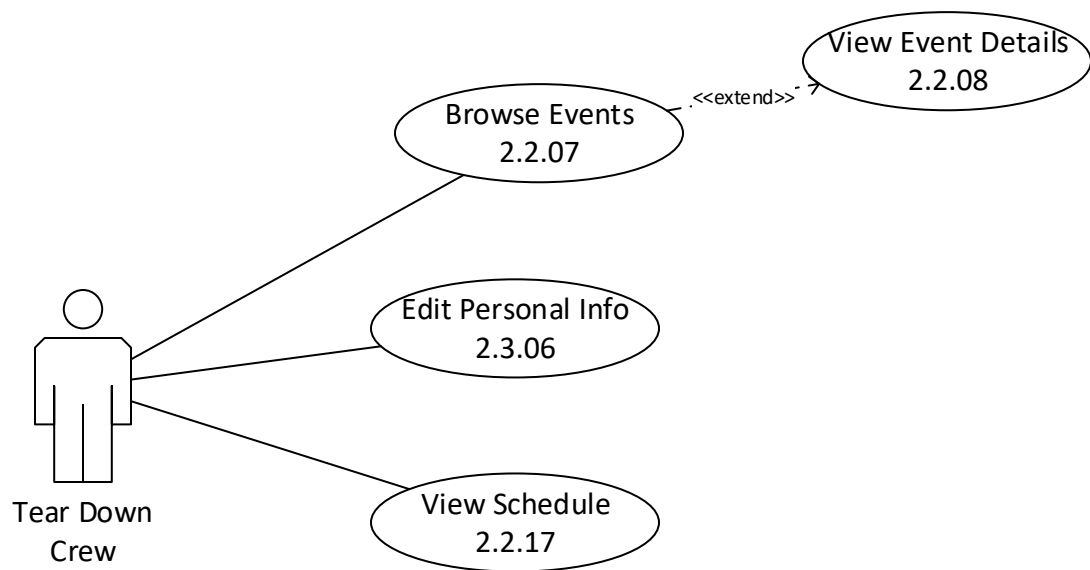 View Event Details
2.2.08
<<extend>>
Browse Events
2.2.07
Edit Personal Info
2.3.06
View Schedule
2.2.17
Tear Down
Crew